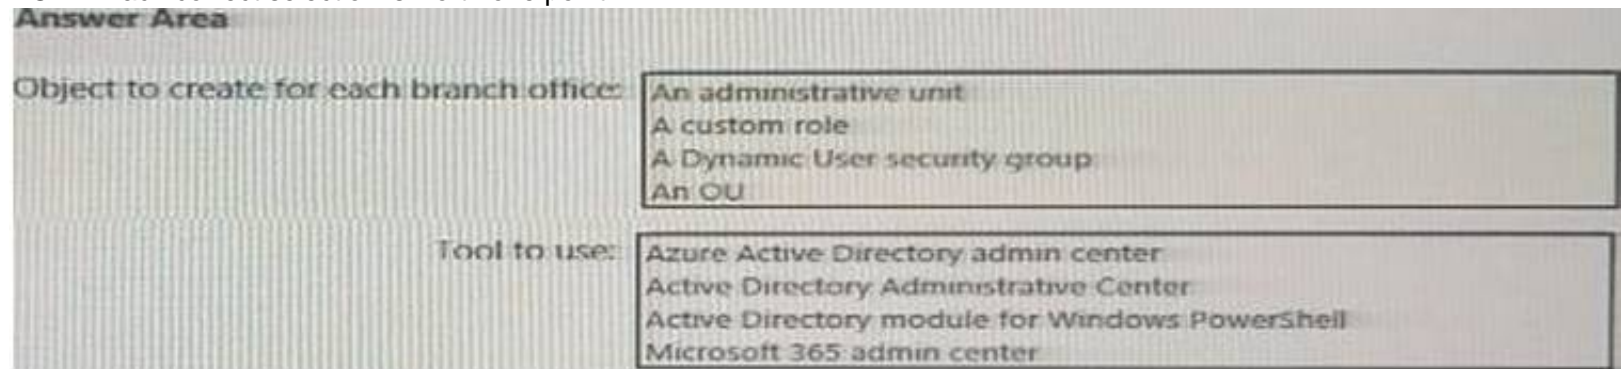 Answer Area
Object to create for each branch office:
An administrative unit
A custom role
A Dynamic User security group
An OU
Tool to use:
Azure Active Directory admin center
Active Directory Administrative Center
Active Directory module for Windows PowerShell
Microsoft 365 admin center